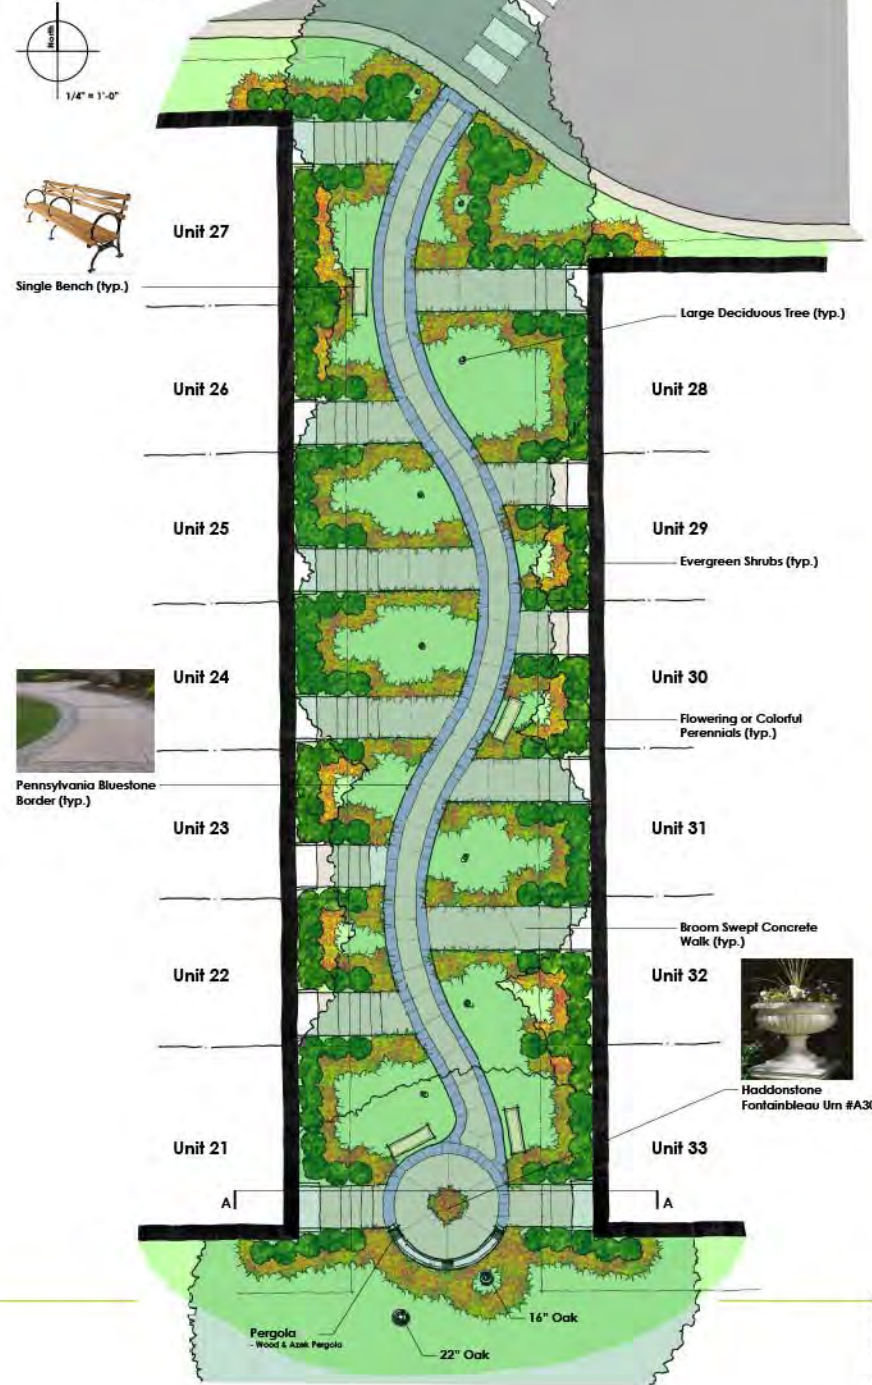 North
1/4" = 1'-0"
Unit 27
Single Bench (typ.)
Large Deciduous Tree (typ.)
Unit 26
Unit 28
Unit 25
Unit 29
Evergreen Shrubs (typ.)
Unit 24
Unit 30
Flowering or Colorful
Perennials (typ.)
Pennsylvania Bluestone
Border (typ.)
Unit 23
Unit 31
Broom Swept Concrete
Walk (typ.)
Unit 22
Unit 32
Haddonstone
Fontainbleau Urn #A30
Unit 21
Unit 33
A
A
16" Oak
Pergola
- Wood & Azek Pergola
22" Oak